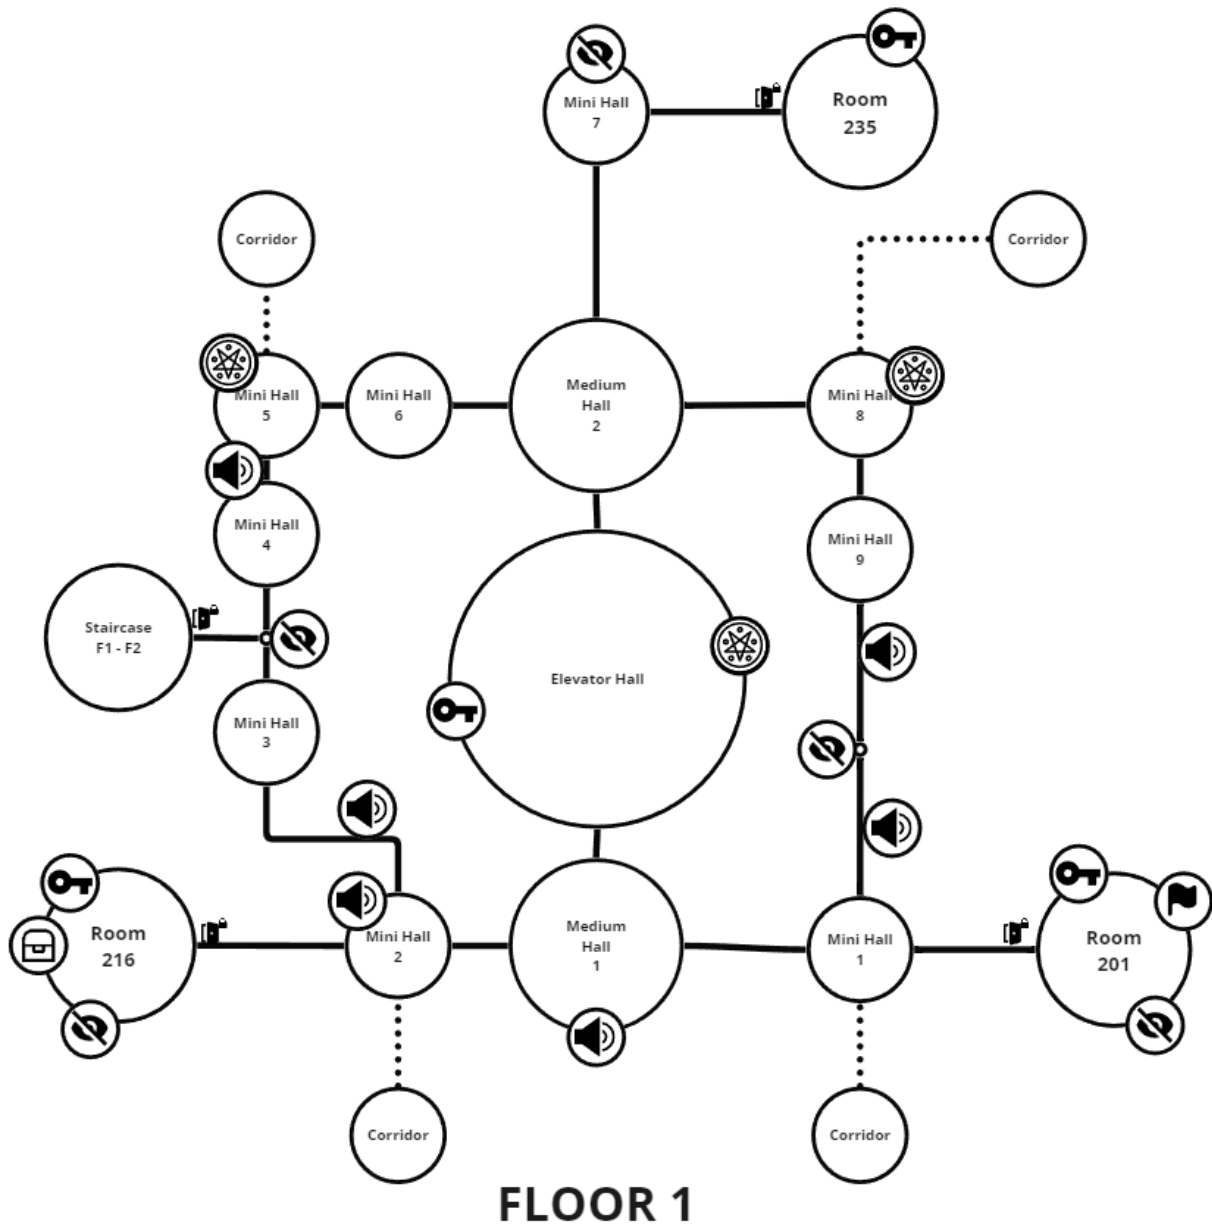 Mini Hall
7
Room
235
Corridor
Corridor
Mini Hall
5
Mini Hall
6
Medium
Hall
2
Mini Hall
8
Mini Hall
4
Mini Hall
9
Staircase
F1 - F2
Elevator Hall
Mini Hall
3
Room
216
Mini Hall
2
Medium
Hall
1
Mini Hall
1
Room
201
Corridor
Corridor
FLOOR 1